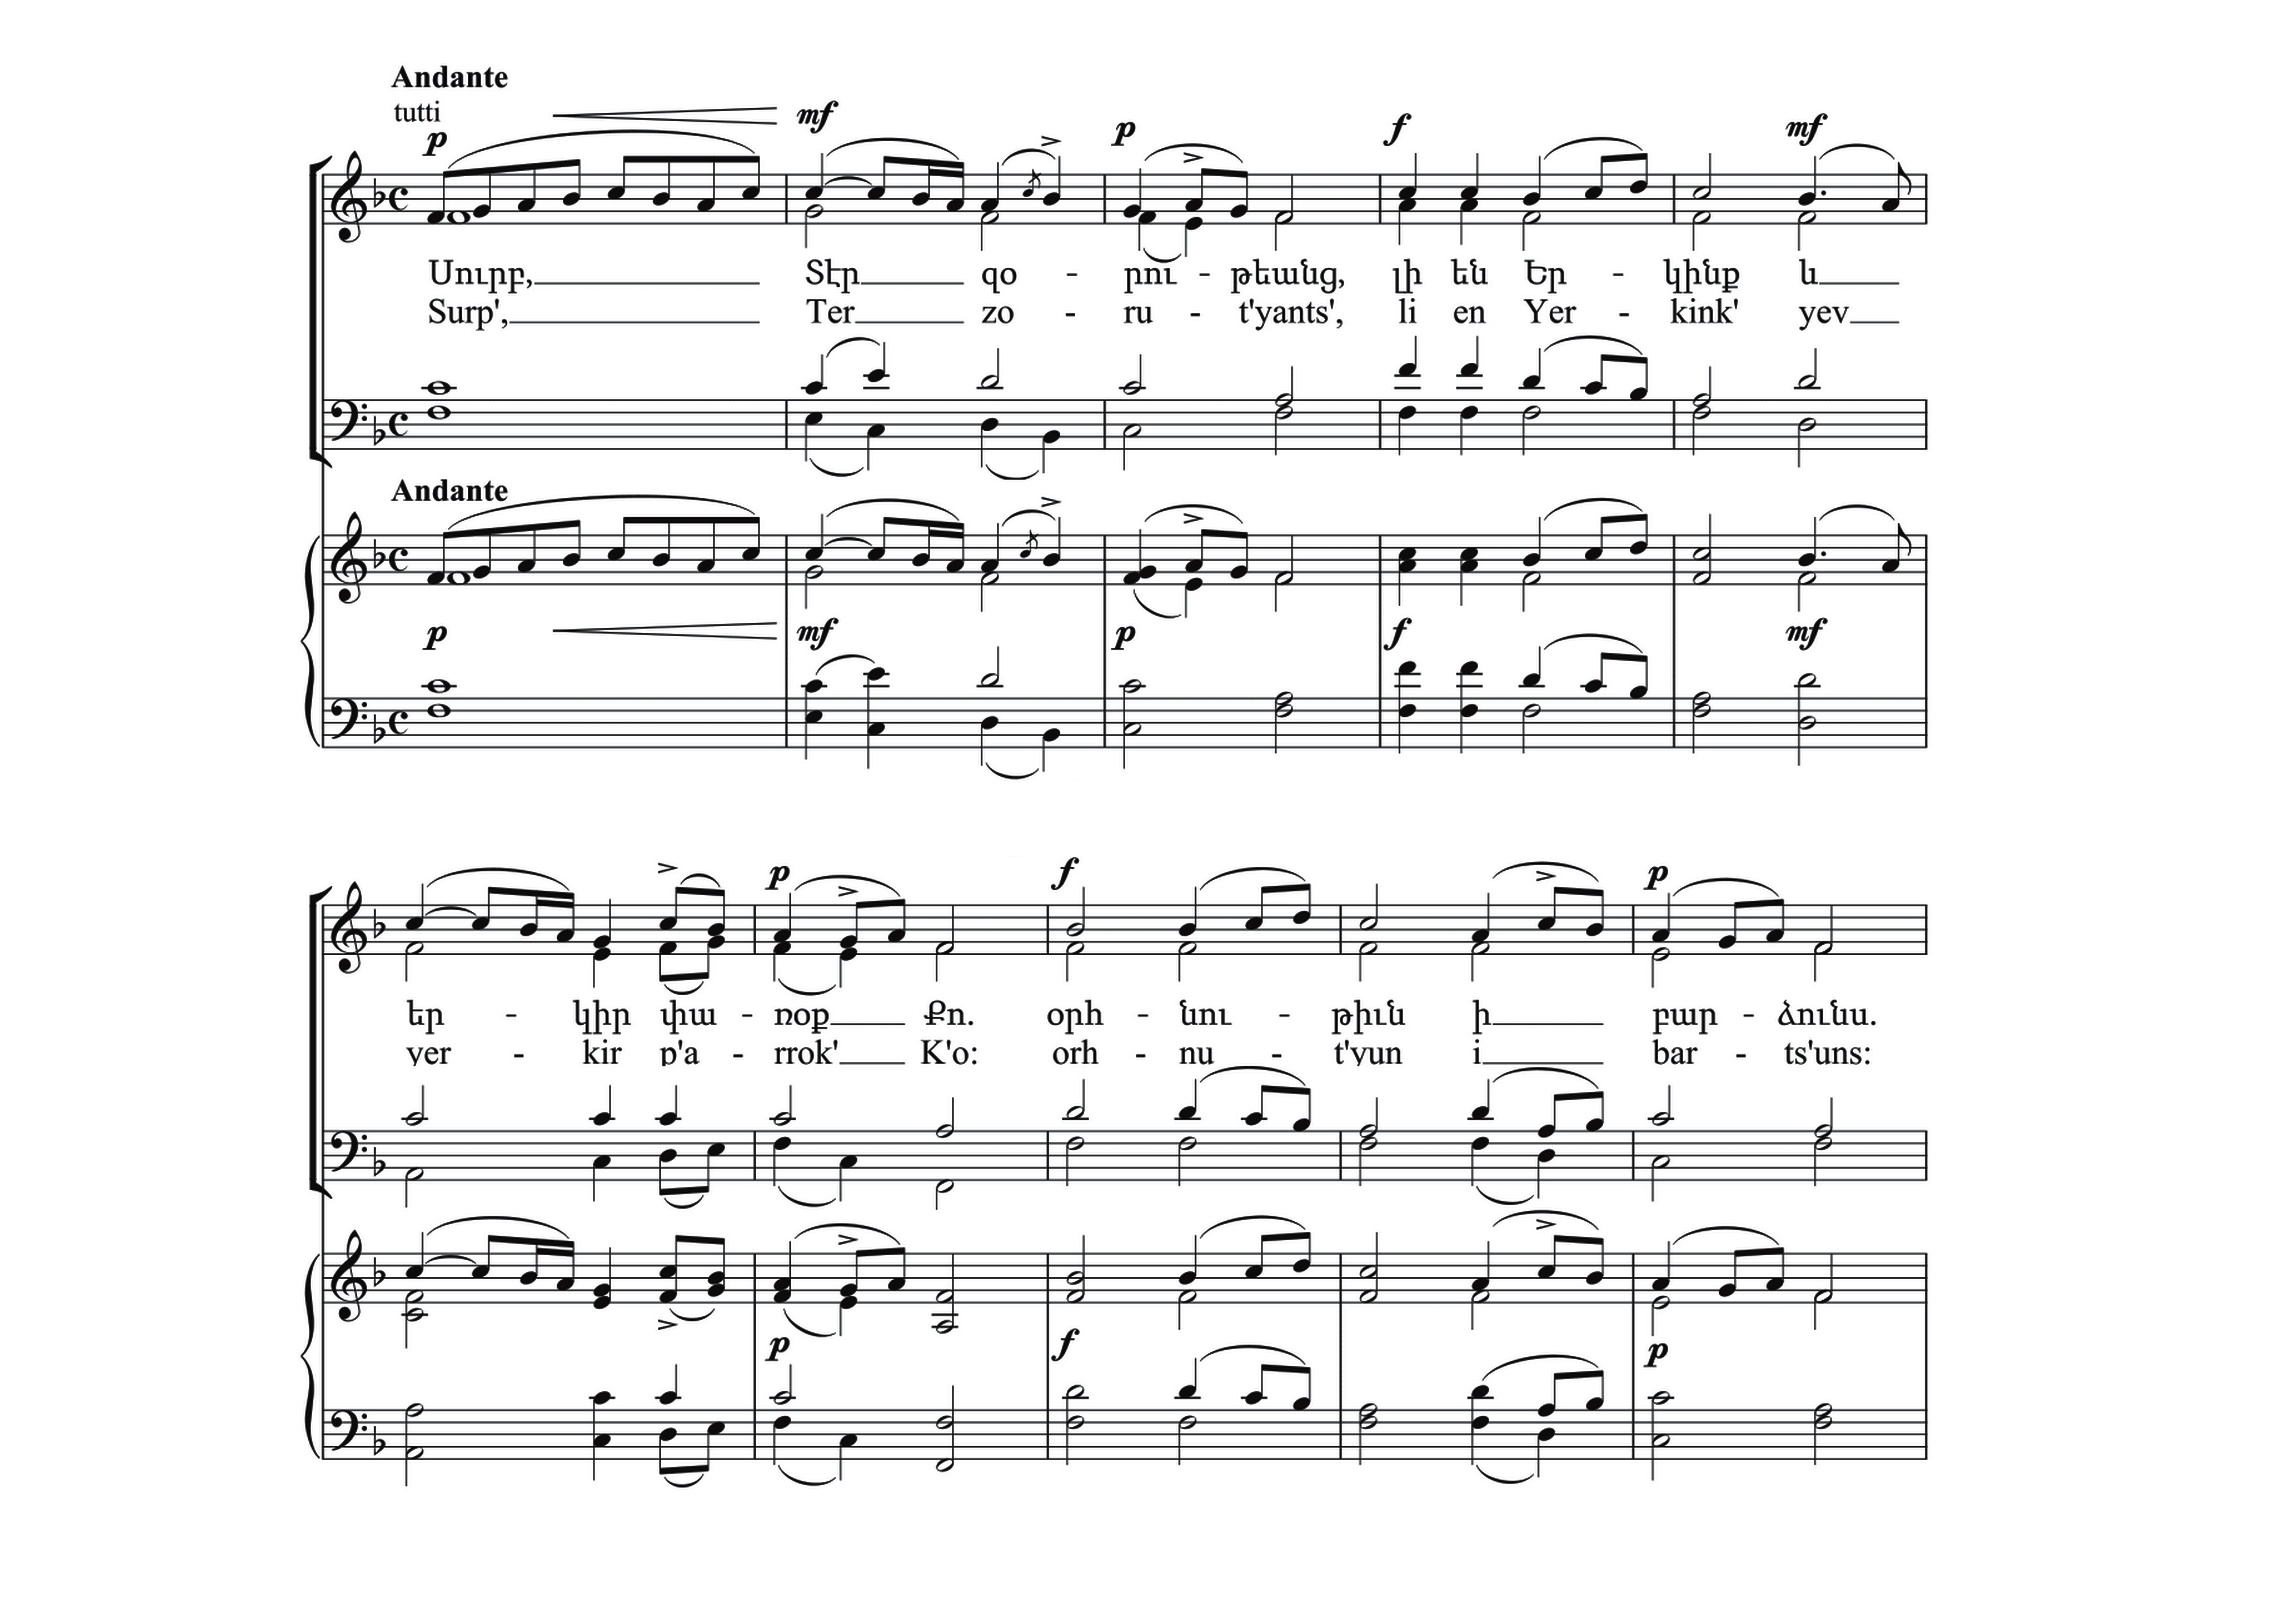 Andante
tutti
p mf p f mf
Սուրբ, Տէր զօ - րու - թեանց, լի են Եր - կինք և
Surp', Ter zo - ru - t'yants', li en Yer - kink' yev
Andante
p mf p f mf
p f p
եր - կիր փա - ռօք Քո. օրհ - նու - թիւն ի բար - ձունս.
yer - kir p'a - rrok' K'o: orh - nu - t'yun i bar - ts'uns:
p f p